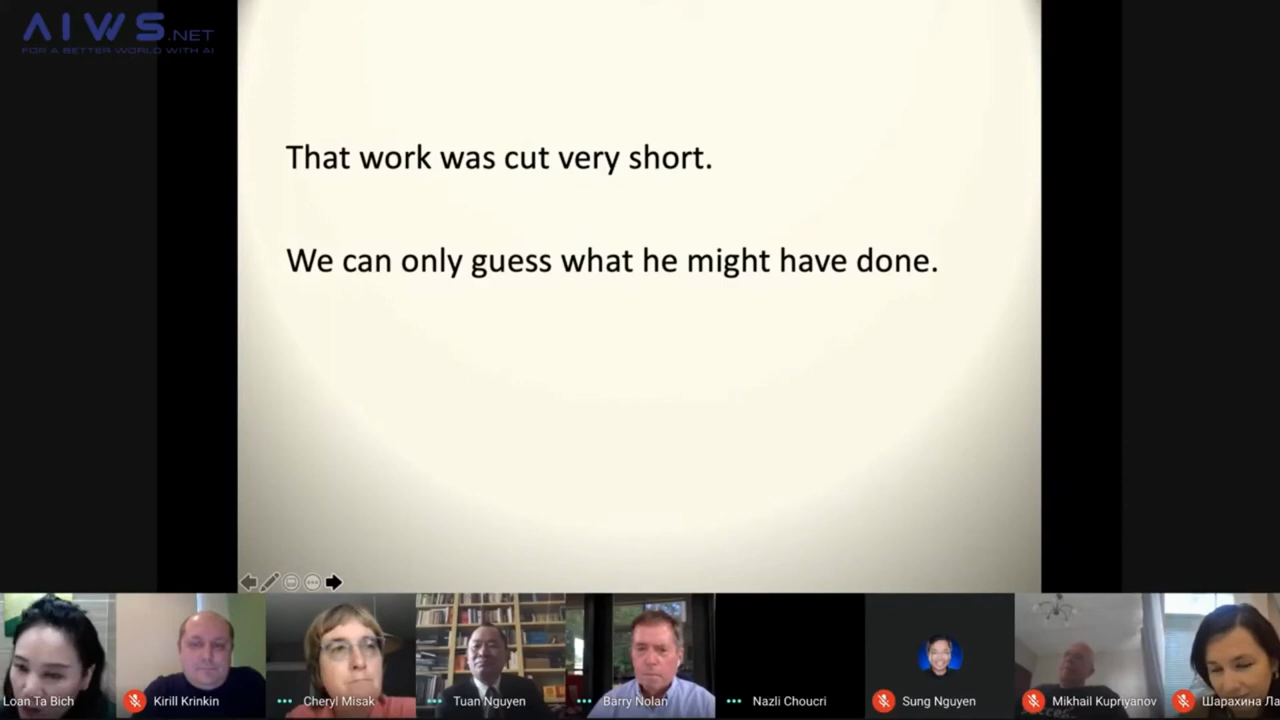 AIWS.NET
FOR A BETTER WORLD WITH AI
That work was cut very short.
We can only guess what he might have done.
Loan Ta Bich
Kirill Krinkin
Cheryl Misak
Tuan Nguyen
Barry Nolan
Nazli Choucri
Sung Nguyen
Mikhail Kupriyanov
Шарахина Ла